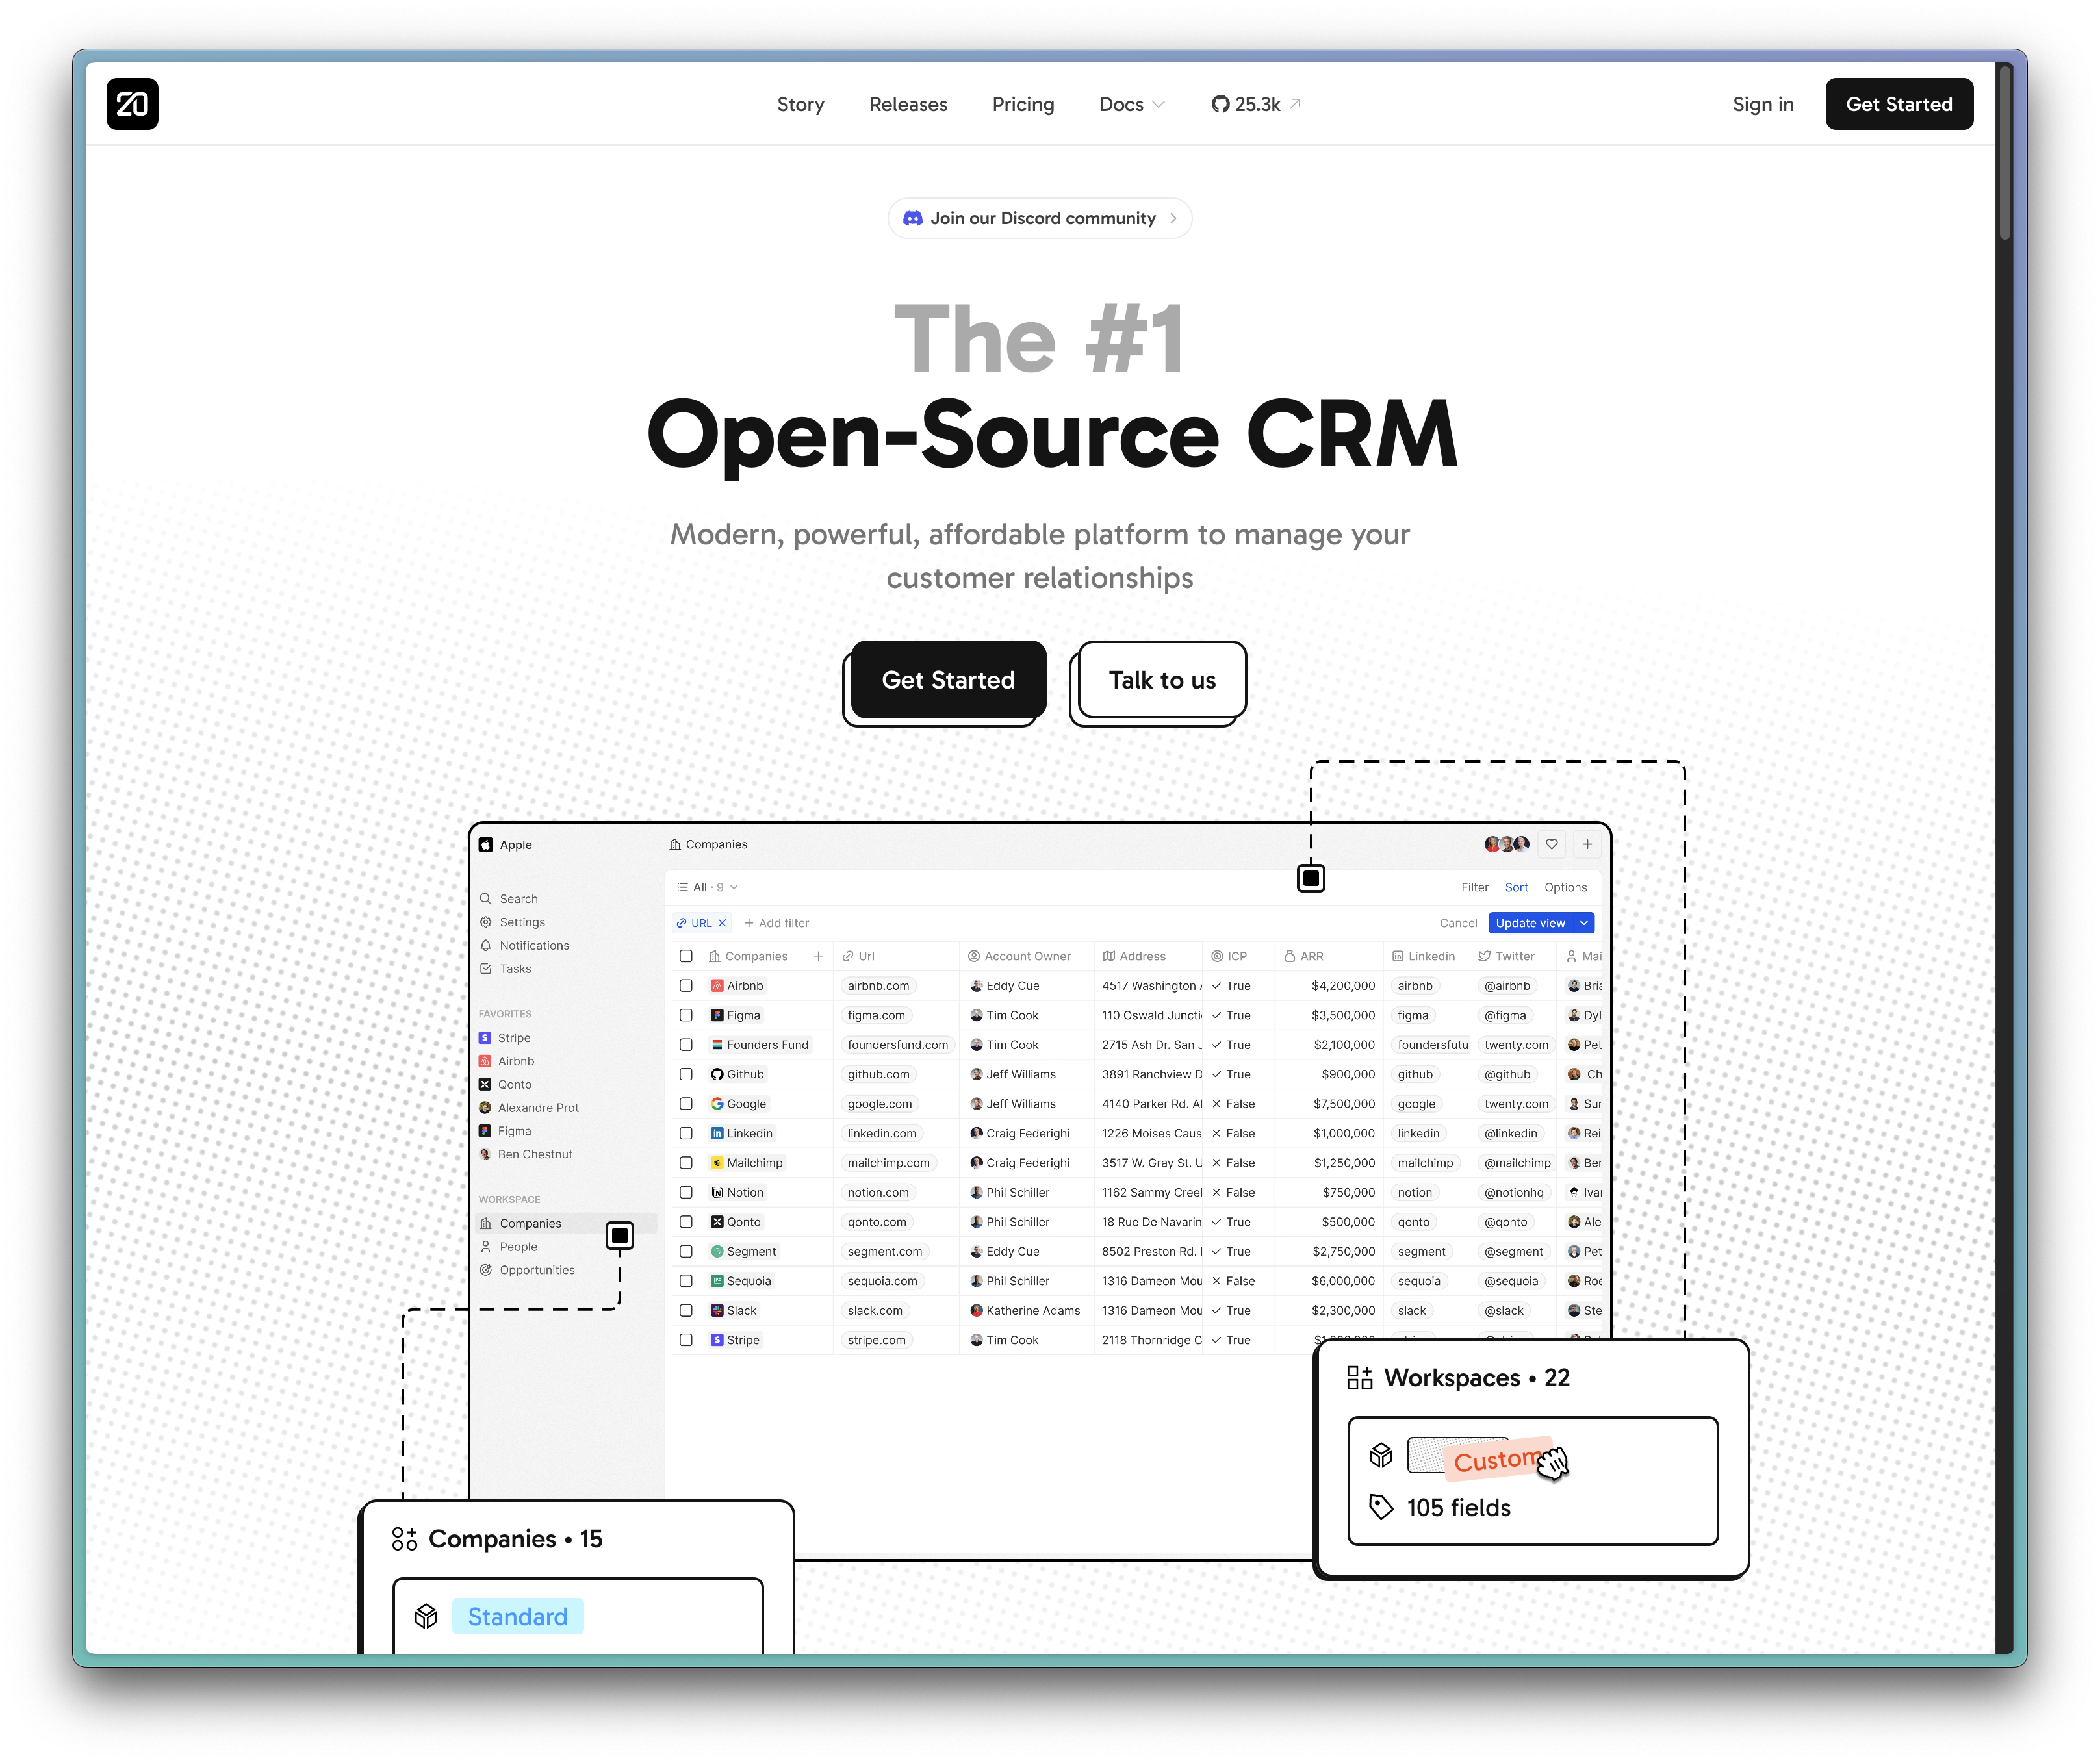 20
Story Releases Pricing Docs 25.3k Sign in Get Started
Join our Discord community
The #1
Open-Source CRM
Modern, powerful, affordable platform to manage your
customer relationships
Get Started Talk to us
Apple
Search
Settings
Notifications
Tasks
FAVORITES
Stripe
Airbnb
Qonto
Alexandre Prot
Figma
Ben Chestnut
WORKSPACE
Companies
People
Opportunities
Companies
All · 9 Filter Sort Options
URL Add filter Cancel Update view
Companies Url Account Owner Address ICP ARR Linkedin Twitter Mai
Airbnb airbnb.com Eddy Cue 4517 Washington True $4,200,000 airbnb @airbnb Bria
Figma figma.com Tim Cook 110 Oswald Juncti True $3,500,000 figma @figma Dyl
Founders Fund foundersfund.com Tim Cook 2715 Ash Dr. San True $2,100,000 foundersfutu twenty.com Pet
Github github.com Jeff Williams 3891 Ranchview D True $900,000 github @github Ch
Google google.com Jeff Williams 4140 Parker Rd. False $7,500,000 google twenty.com Sun
Linkedin linkedin.com Craig Federighi 1226 Moises Caus False $1,000,000 linkedin @linkedin Rei
Mailchimp mailchimp.com Craig Federighi 3517 W. Gray St. U False $1,250,000 mailchimp @mailchimp Ber
Notion notion.com Phil Schiller 1162 Sammy Creel False $750,000 notion @notionhq Iva
Qonto qonto.com Phil Schiller 18 Rue De Navarin True $500,000 qonto @qonto Ale
Segment segment.com Eddy Cue 8502 Preston Rd. True $2,750,000 segment @segment Pet
Sequoia sequoia.com Phil Schiller 1316 Dameon Mou False $6,000,000 sequoia @sequoia Roe
Slack slack.com Katherine Adams 1316 Dameon Mou True $2,300,000 slack @slack Ste
Stripe stripe.com Tim Cook 2118 Thornridge C True
Workspaces • 22
Custom
105 fields
Companies • 15
Standard